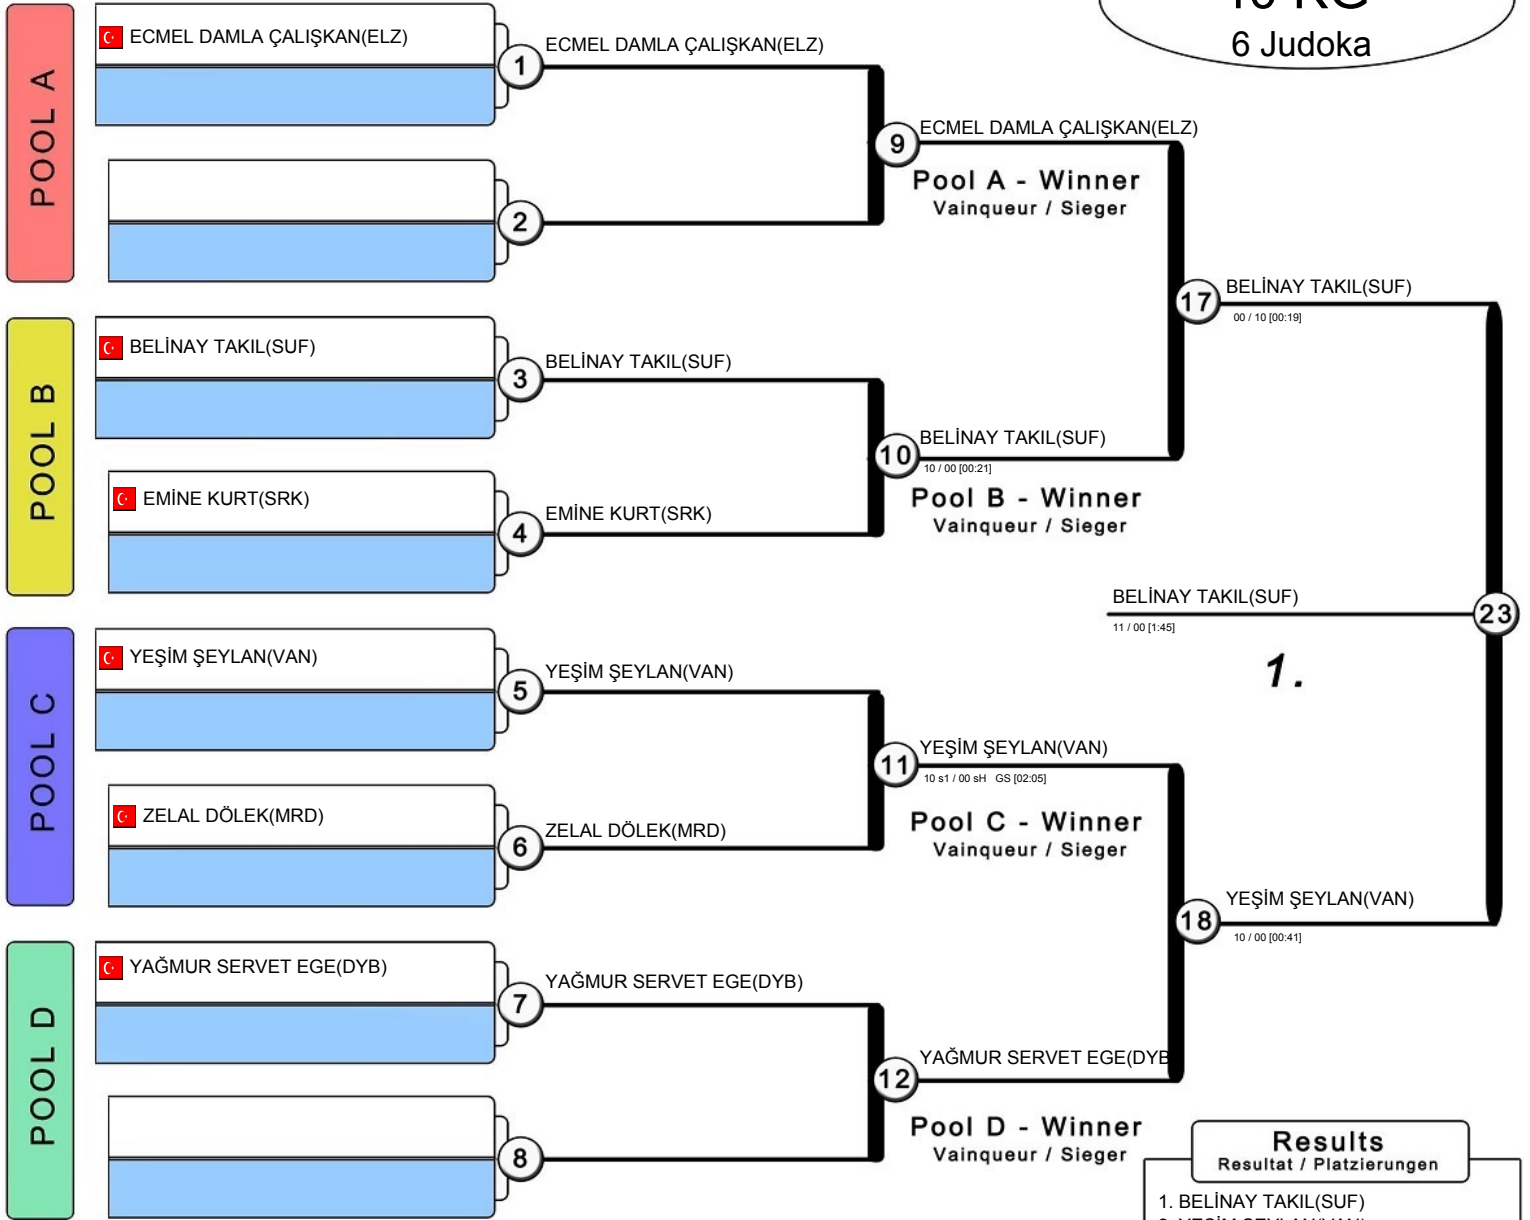 6 Judoka
POOL A
ECMEL DAMLA ÇALIŞKAN(ELZ)
1
ECMEL DAMLA ÇALIŞKAN(ELZ)
2
9
ECMEL DAMLA ÇALIŞKAN(ELZ)
Pool A - Winner
Vainqueur / Sieger
POOL B
BELİNAY TAKIL(SUF)
3
BELİNAY TAKIL(SUF)
EMİNE KURT(SRK)
4
EMİNE KURT(SRK)
10
BELİNAY TAKIL(SUF)
10 / 00 [00:21]
Pool B - Winner
Vainqueur / Sieger
17
BELİNAY TAKIL(SUF)
00 / 10 [00:19]
POOL C
YEŞİM ŞEYLAN(VAN)
5
YEŞİM ŞEYLAN(VAN)
ZELAL DÖLEK(MRD)
6
ZELAL DÖLEK(MRD)
11
YEŞİM ŞEYLAN(VAN)
10 s1 / 00 sH GS [02:05]
Pool C - Winner
Vainqueur / Sieger
POOL D
YAĞMUR SERVET EGE(DYB)
7
YAĞMUR SERVET EGE(DYB)
8
12
YAĞMUR SERVET EGE(DYB
Pool D - Winner
Vainqueur / Sieger
18
YEŞİM ŞEYLAN(VAN)
10 / 00 [00:41]
BELİNAY TAKIL(SUF)
11 / 00 [1:45]
23
1.
Results
Resultat / Platzierungen
1. BELİNAY TAKIL(SUF)